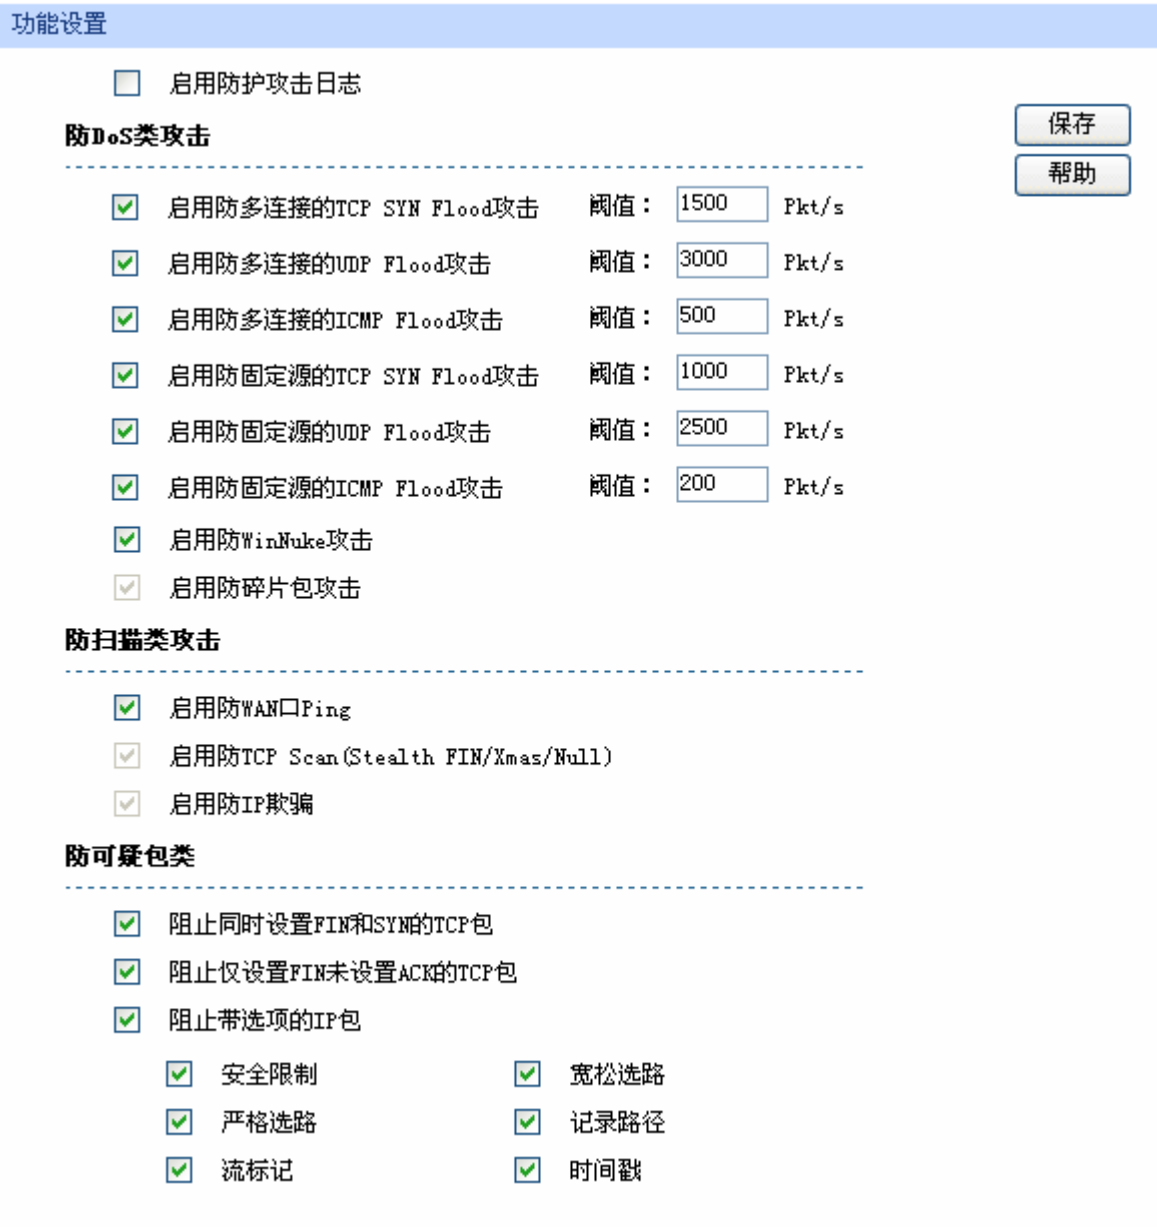 功能设置
启用防护攻击日志
保存
防DoS类攻击
帮助
启用防多连接的TCP SYN Flood攻击 阈值： 1500 Pkt/s
启用防多连接的UDP Flood攻击 阈值： 3000 Pkt/s
启用防多连接的ICMP Flood攻击 阈值： 500 Pkt/s
启用防固定源的TCP SYN Flood攻击 阈值： 1000 Pkt/s
启用防固定源的UDP Flood攻击 阈值： 2500 Pkt/s
启用防固定源的ICMP Flood攻击 阈值： 200 Pkt/s
启用防WinNuke攻击
启用防碎片包攻击
防扫描类攻击
启用防WAN口Ping
启用防TCP Scan(Stealth FIN/Xmas/Null)
启用防IP欺骗
防可疑包类
阻止同时设置FIN和SYN的TCP包
阻止仅设置FIN未设置ACK的TCP包
阻止带选项的IP包
安全限制 宽松选路
严格选路 记录路径
流标记 时间戳